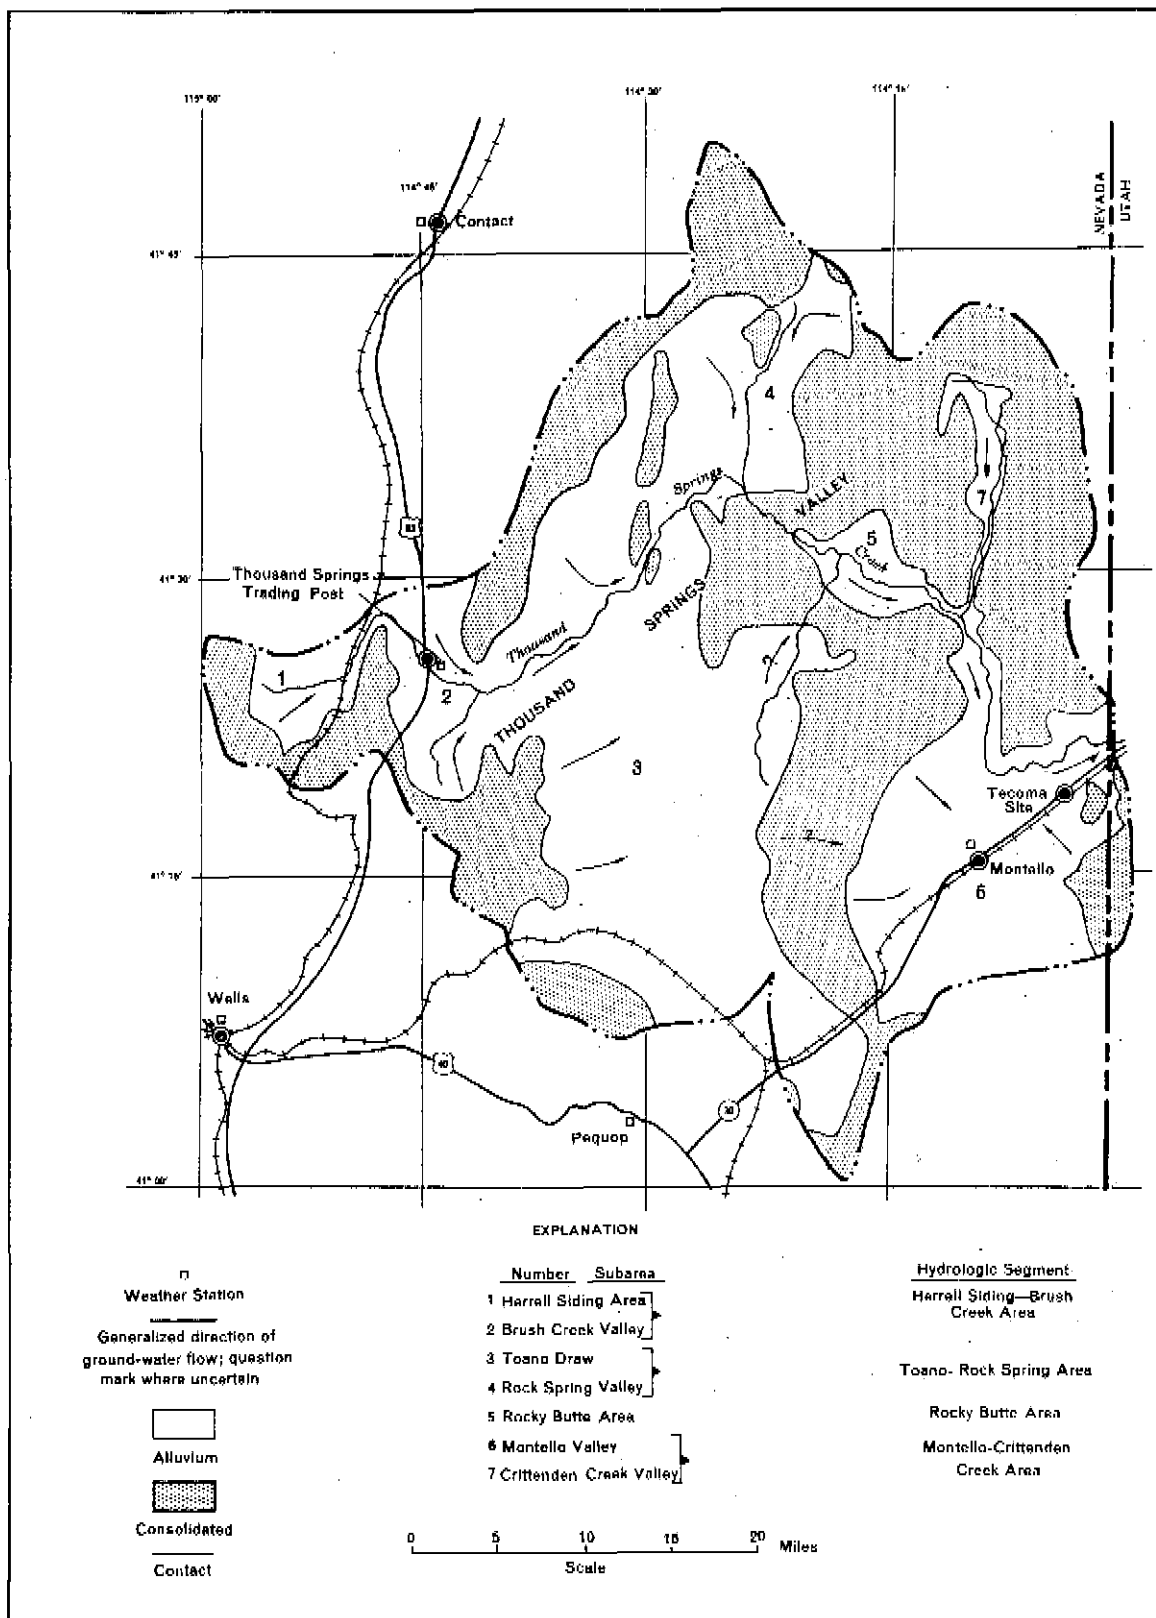 115° 00'
114° 30'
114° 15'
114° 45'
Contact
NEVADA
UTAH
41° 45'
4
Springs
VALLEY
7
93
5
Creek
41° 30'
Thousand Springs
Trading Post
SPRINGS
Thousand
1
2
THOUSAND
?
3
Tecoma
Site
?
Montello
41° 15'
6
Wells
40
30
Pequop
41° 00'
EXPLANATION
Weather Station
Generalized direction of
ground-water flow; question
mark where uncertain
Alluvium
Consolidated
Contact
Number Subarea
1 Herrell Siding Area
2 Brush Creek Valley
3 Toano Draw
4 Rock Spring Valley
5 Rocky Butte Area
6 Montello Valley
7 Crittenden Creek Valley
Hydrologic Segment
Herrell Siding—Brush
Creek Area
Toano- Rock Spring Area
Rocky Butte Area
Montello-Crittenden
Creek Area
0 5 10 15 20 Miles
Scale